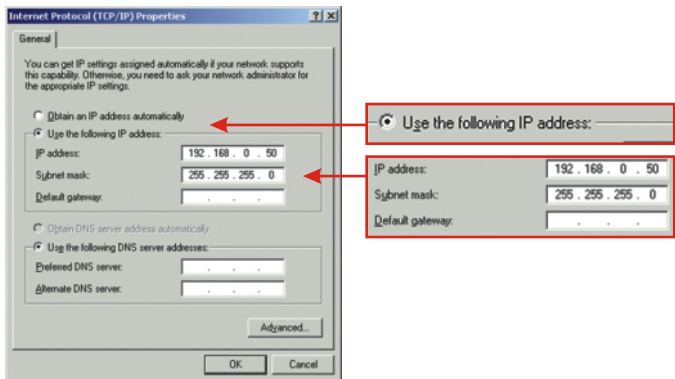 Internet Protocol (TCP/IP) Properties
General
You can get IP settings assigned automatically if your network supports
this capability. Otherwise, you need to ask your network administrator for
the appropriate IP settings.
Obtain an IP address automatically
Use the following IP address:
IP address: 192 . 168 . 0 . 50
Subnet mask: 255 . 255 . 255 . 0
Default gateway: . . .
Obtain DNS server address automatically
Use the following DNS server addresses:
Preferred DNS server: . . .
Alternate DNS server: . . .
Advanced...
OK Cancel
Use the following IP address:
IP address: 192 . 168 . 0 . 50
Subnet mask: 255 . 255 . 255 . 0
Default gateway: . . .